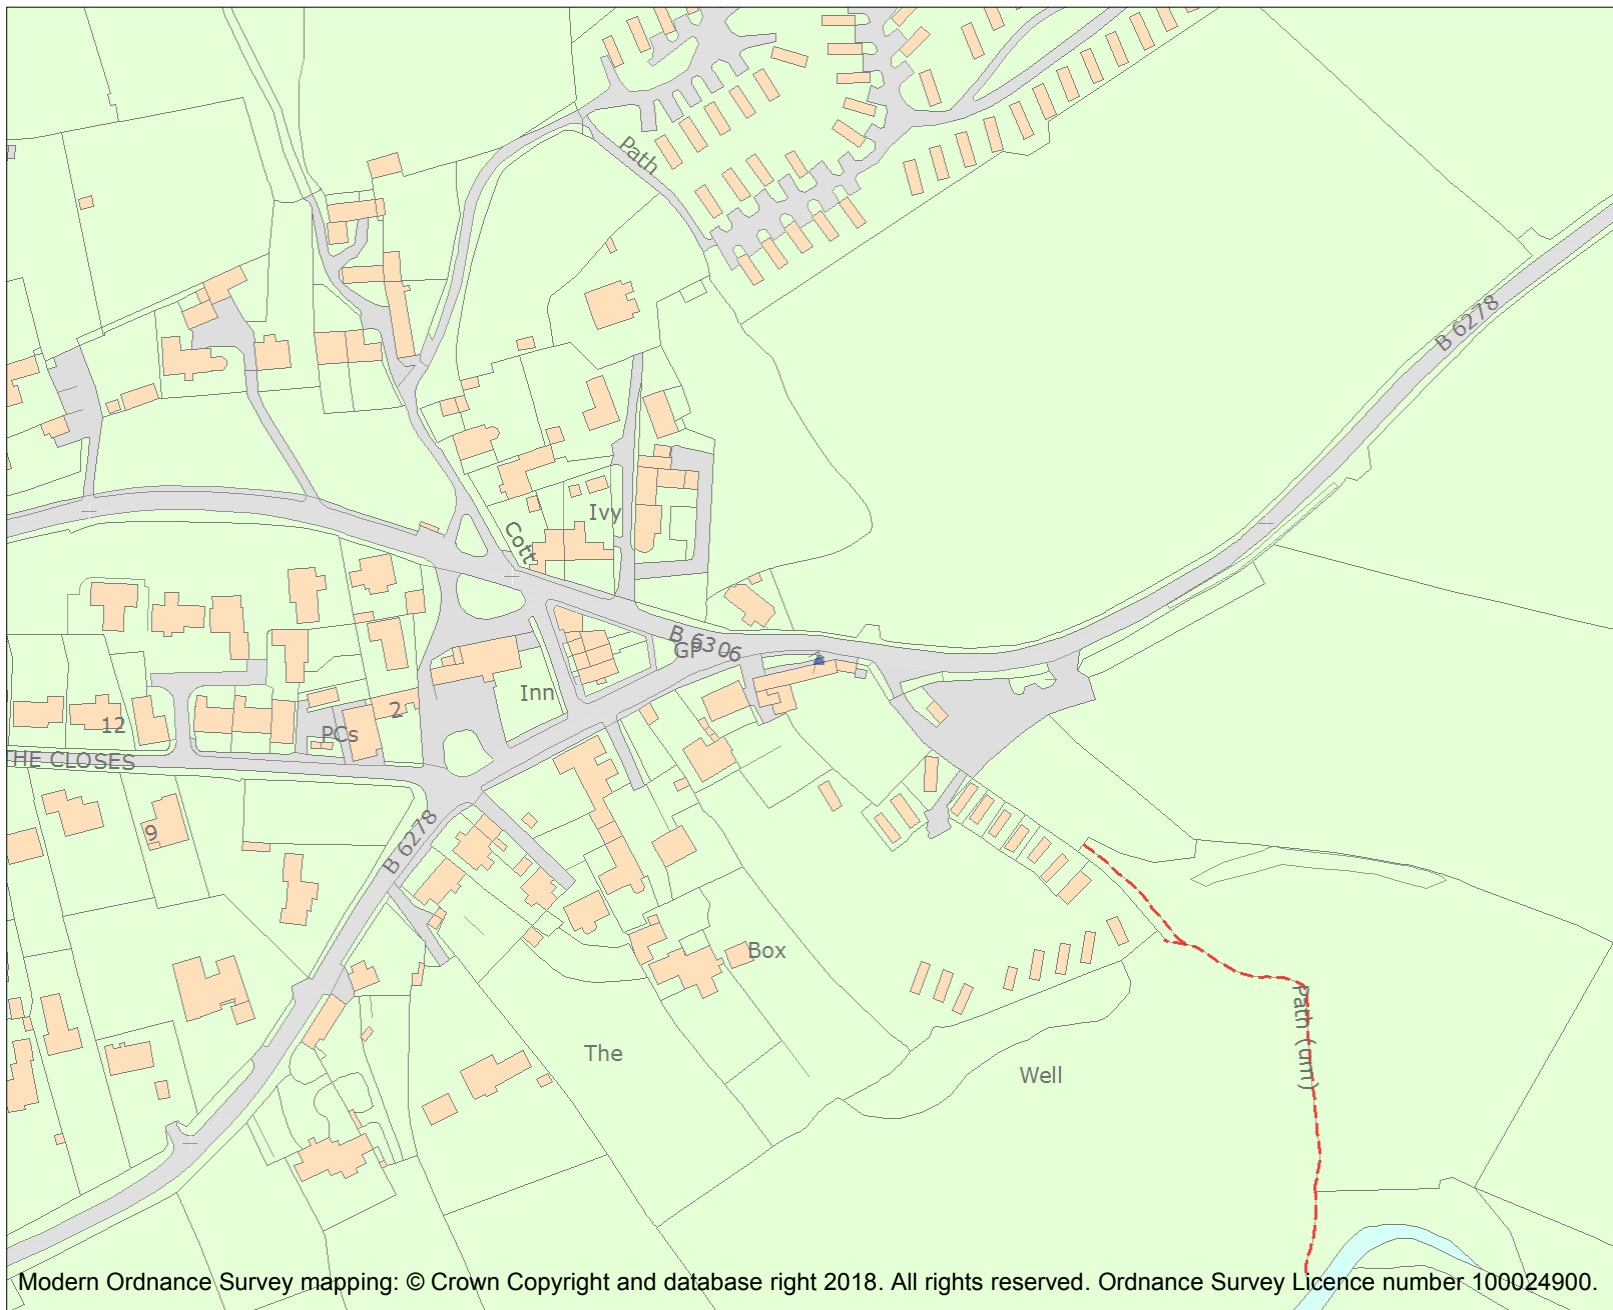 Path
B 6278
Ivy
Cott
B 6306
GP
Inn
2
12
PCs
THE CLOSES
9
B 6278
Box
The
Well
Path (um)
Modern Ordnance Survey mapping: © Crown Copyright and database right 2018. All rights reserved. Ordnance Survey Licence number 100024900.